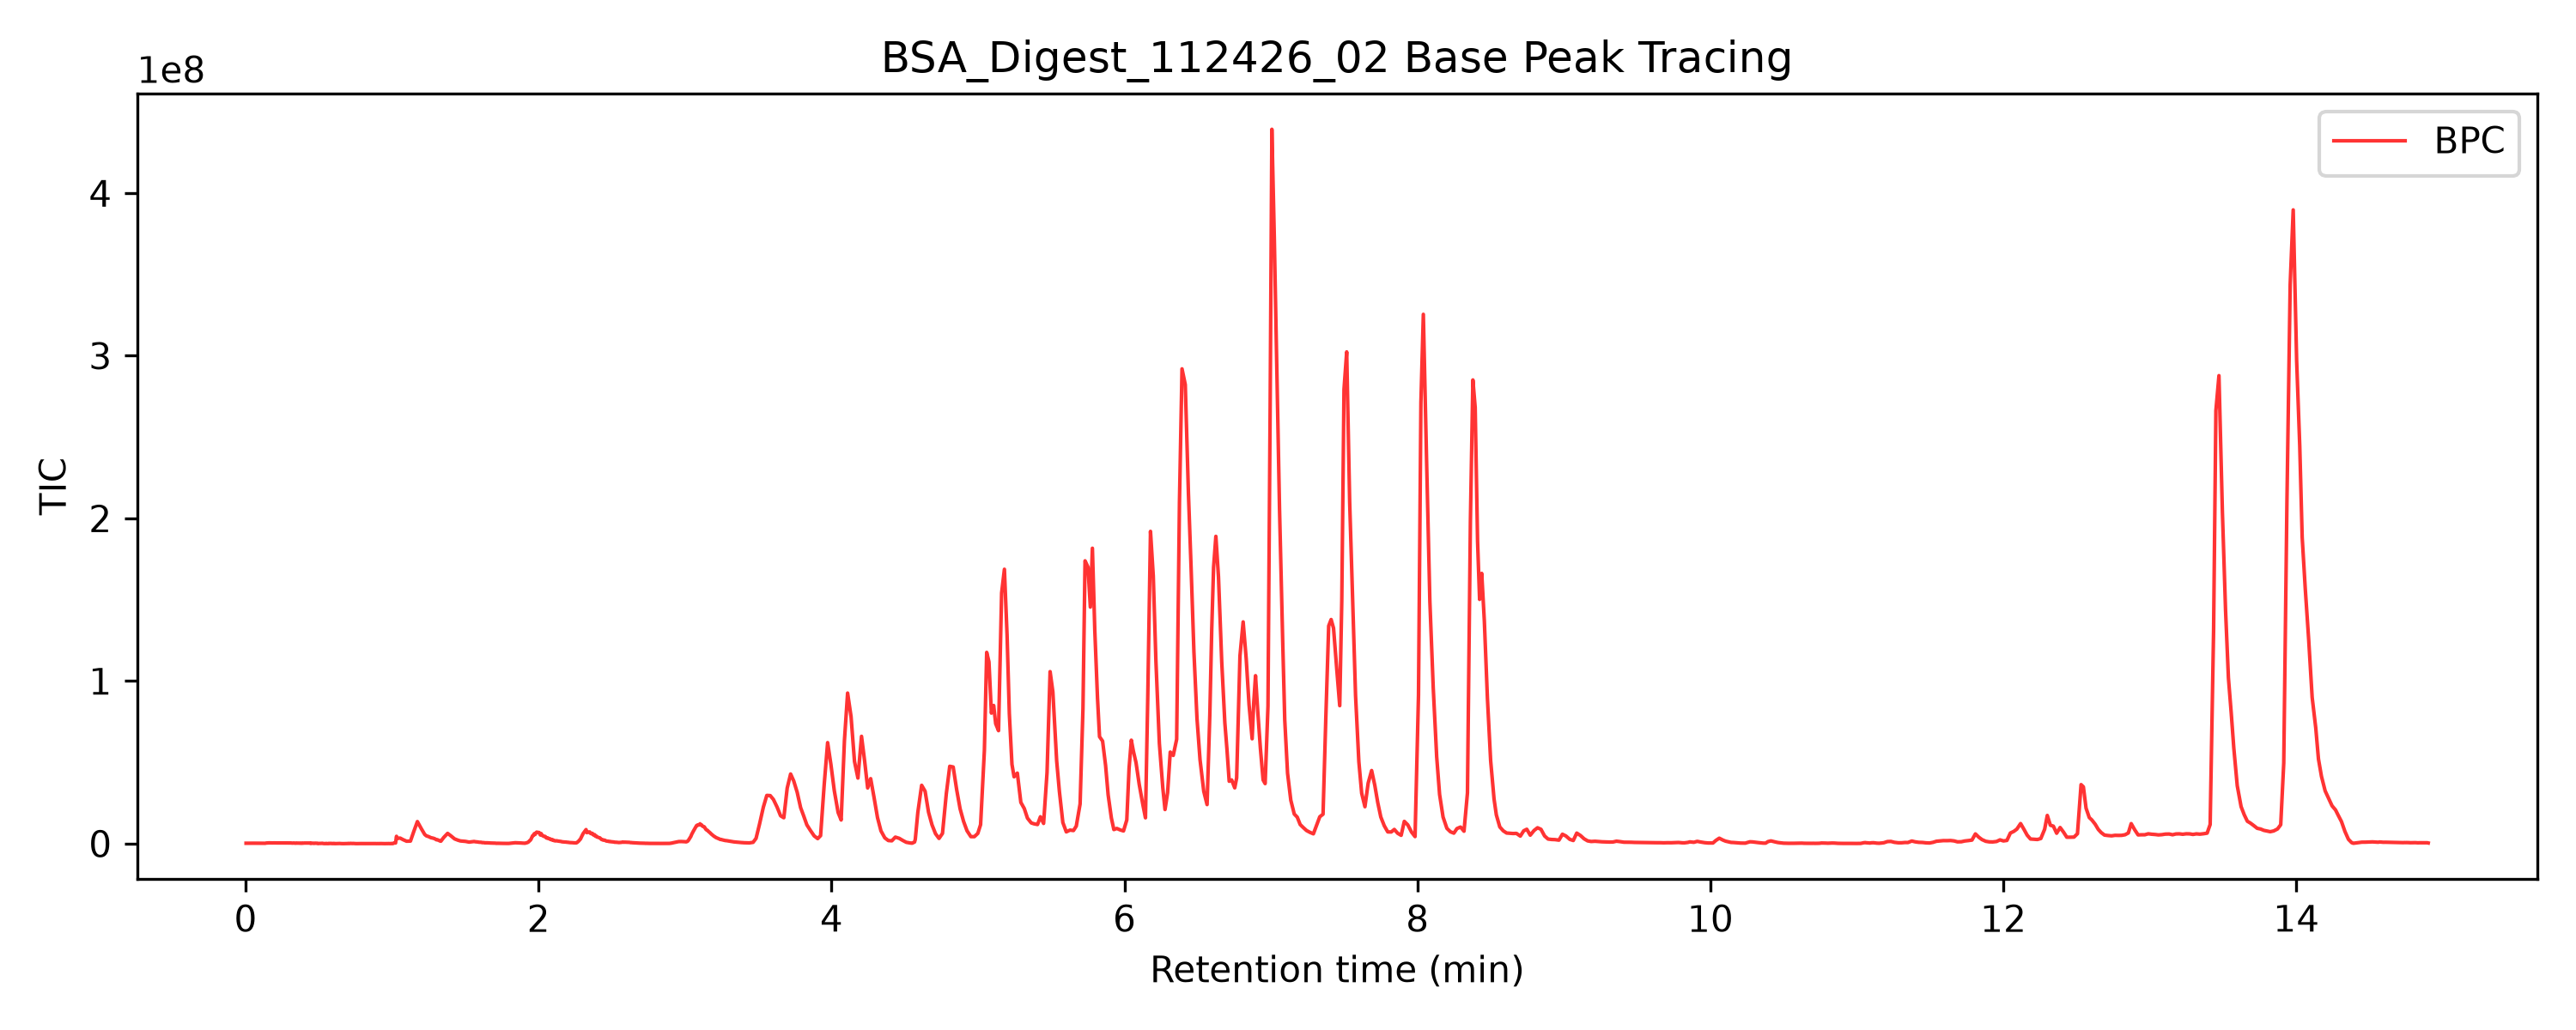 BSA_Digest_112426_02 Base Peak Tracing
1e8
BPC
4
3
2
1
0
TIC
0 2 4 6 8 10 12 14
Retention time (min)